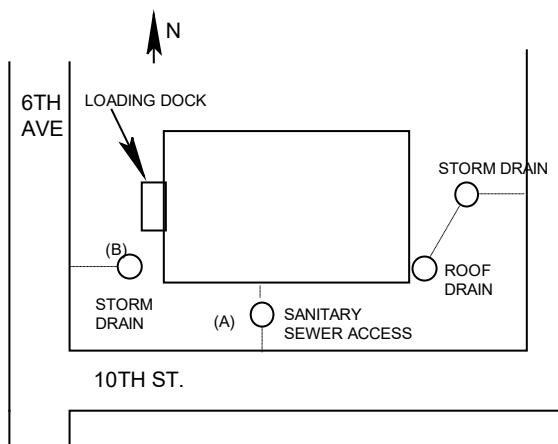 N
6TH
AVE
LOADING DOCK
STORM DRAIN
(B)
STORM
DRAIN
ROOF
DRAIN
(A)
SANITARY
SEWER ACCESS
10TH ST.